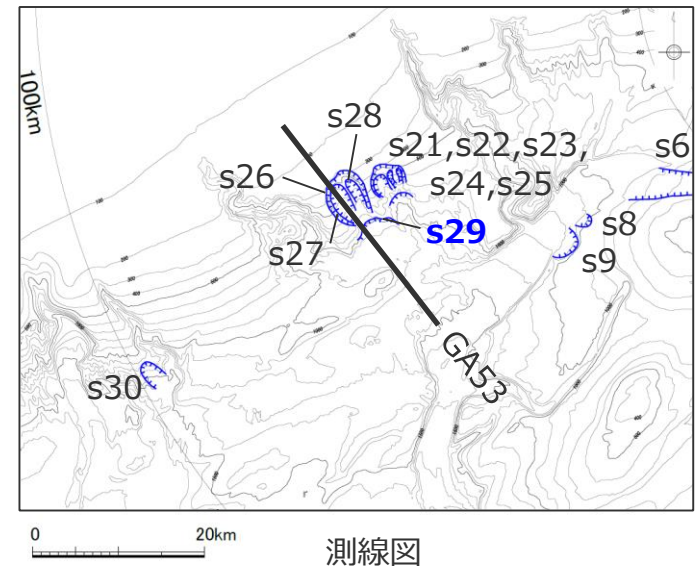 100km
s28
s21,s22,s23,
s24,s25
s26
s27
s29
s6
s8
s9
s30
GA53
0 20km
測線図